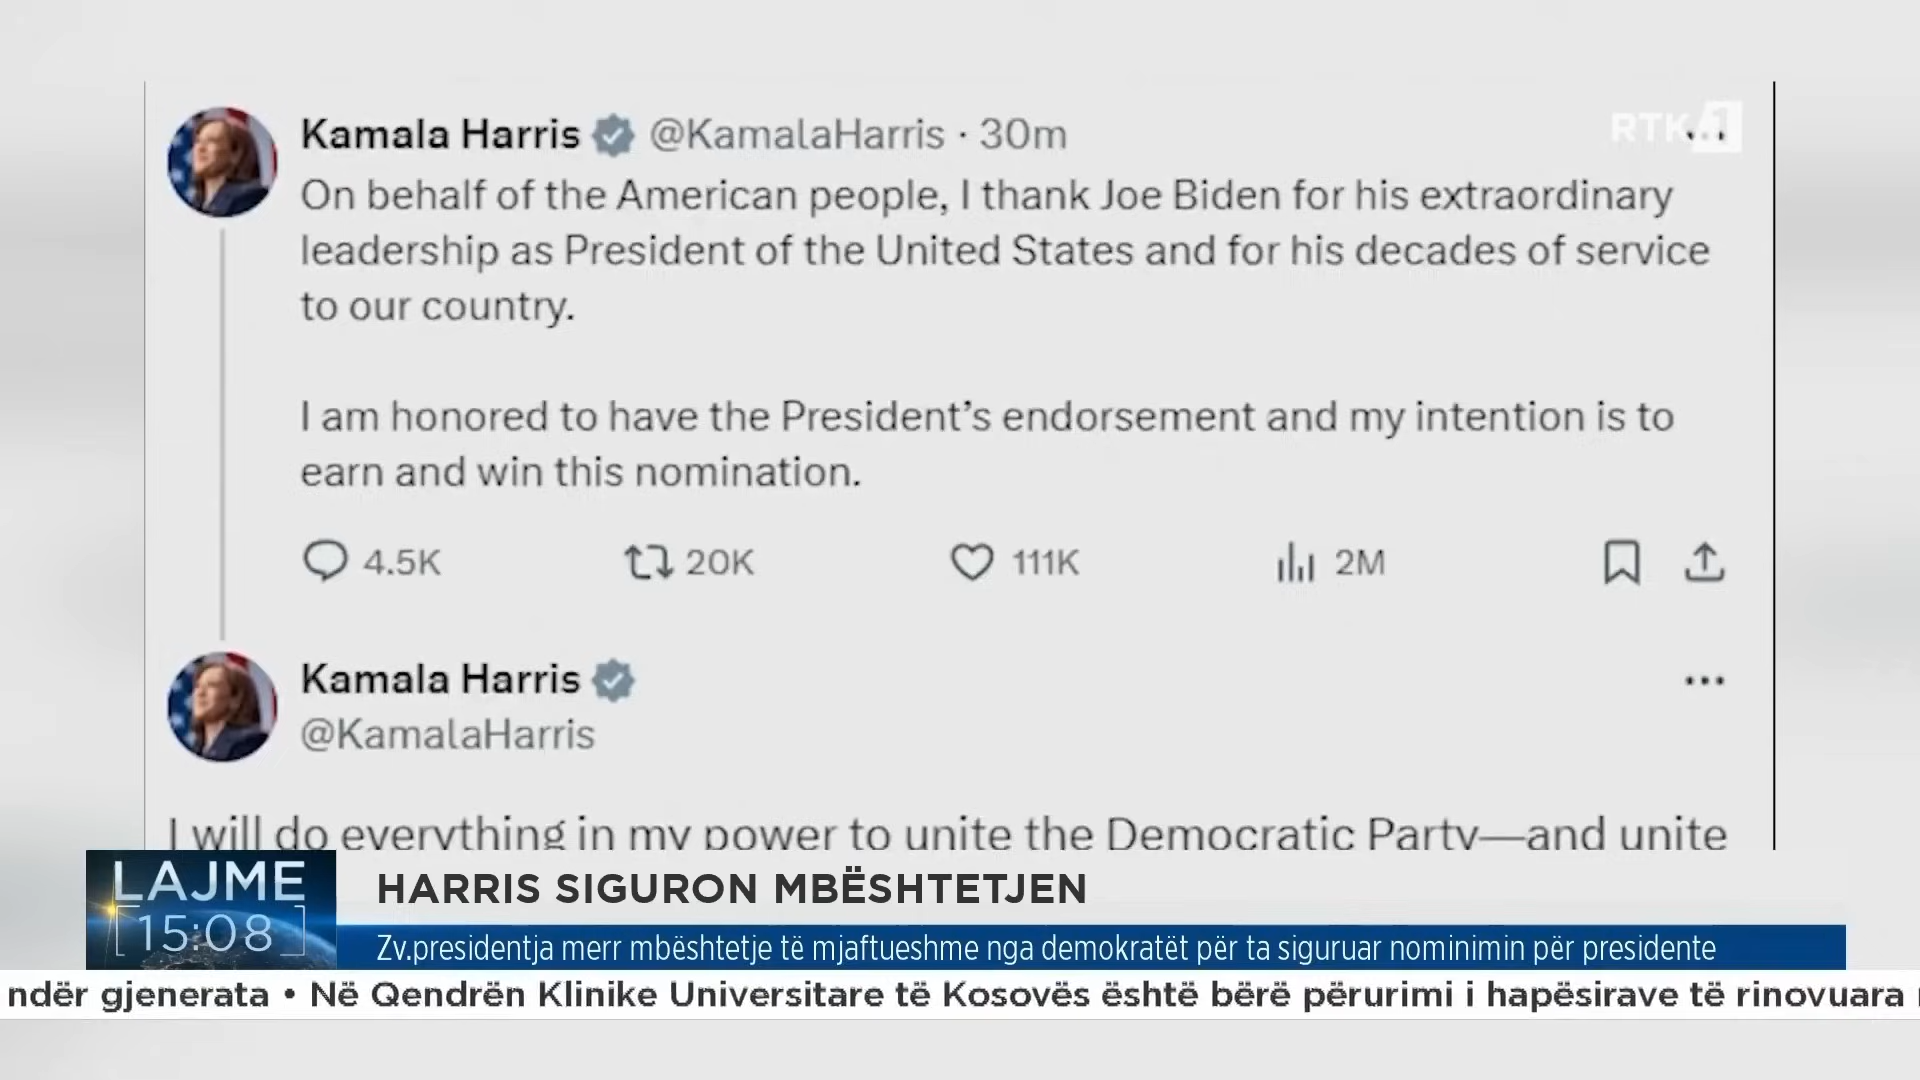 Kamala Harris @KamalaHarris · 30m
RTK 1
On behalf of the American people, I thank Joe Biden for his extraordinary
leadership as President of the United States and for his decades of service
to our country.
I am honored to have the President’s endorsement and my intention is to
earn and win this nomination.
4.5K 20K 111K 2M
Kamala Harris
@KamalaHarris
I will do everything in my power to unite the Democratic Party—and unite
LAJME
15:08
HARRIS SIGURON MBËSHTETJEN
Zv.presidentja merr mbështetje të mjaftueshme nga demokratët për ta siguruar nominimin për presidente
ndër gjenerata • Në Qendrën Klinike Universitare të Kosovës është bërë përurimi i hapësirave të rinovuara